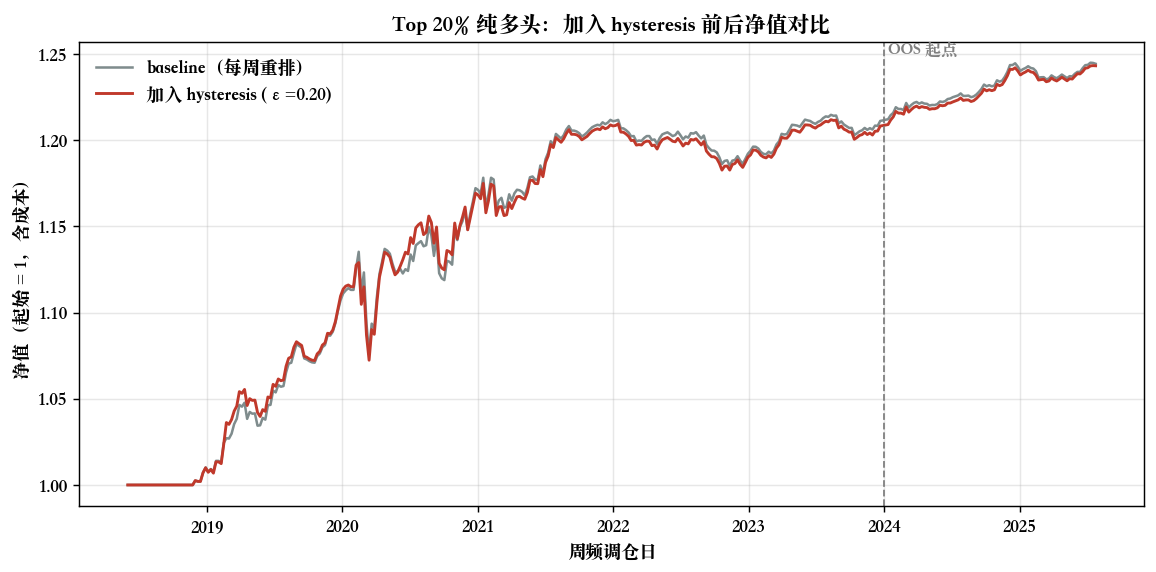 Top 20% 纯多头：加入 hysteresis 前后净值对比
OOS 起点
baseline（每周重排）
加入 hysteresis ( ε =0.20)
净值（起始 = 1，含成本）
1.25
1.20
1.15
1.10
1.05
1.00
2019 2020 2021 2022 2023 2024 2025
周频调仓日